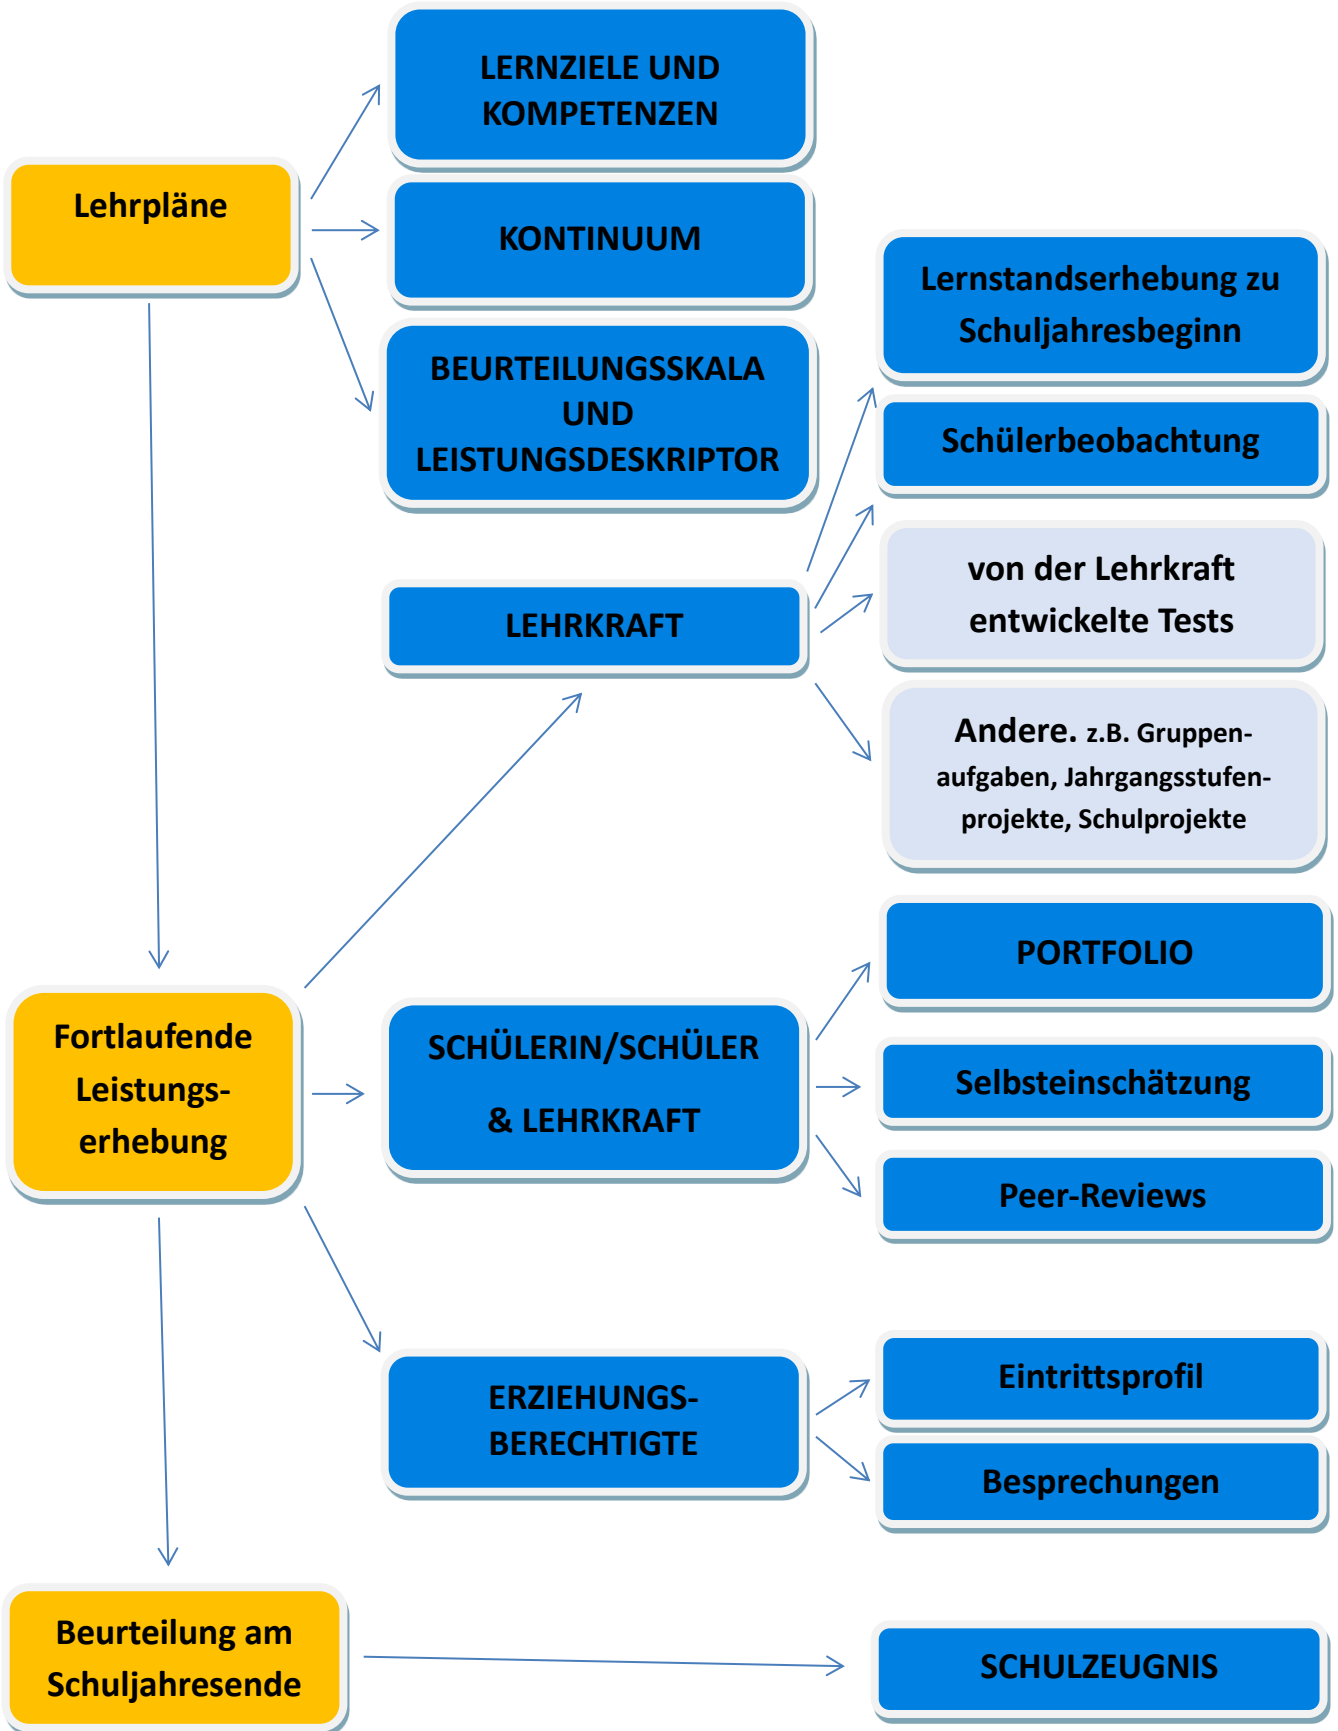 LERNZIELE UND
KOMPETENZEN
Lehrpläne
KONTINUUM
BEURTEILUNGSSKALA
UND
LEISTUNGSDESKRIPTOR
Lernstandserhebung zu
Schuljahresbeginn
Schülerbeobachtung
LEHRKRAFT
von der Lehrkraft
entwickelte Tests
Andere. z.B. Gruppen-
aufgaben, Jahrgangsstufen-
projekte, Schulprojekte
Fortlaufende
Leistungs-
erhebung
SCHÜLERIN/SCHÜLER
& LEHRKRAFT
PORTFOLIO
Selbsteinschätzung
Peer-Reviews
ERZIEHUNGS-
BERECHTIGTE
Eintrittsprofil
Besprechungen
Beurteilung am
Schuljahresende
SCHULZEUGNIS